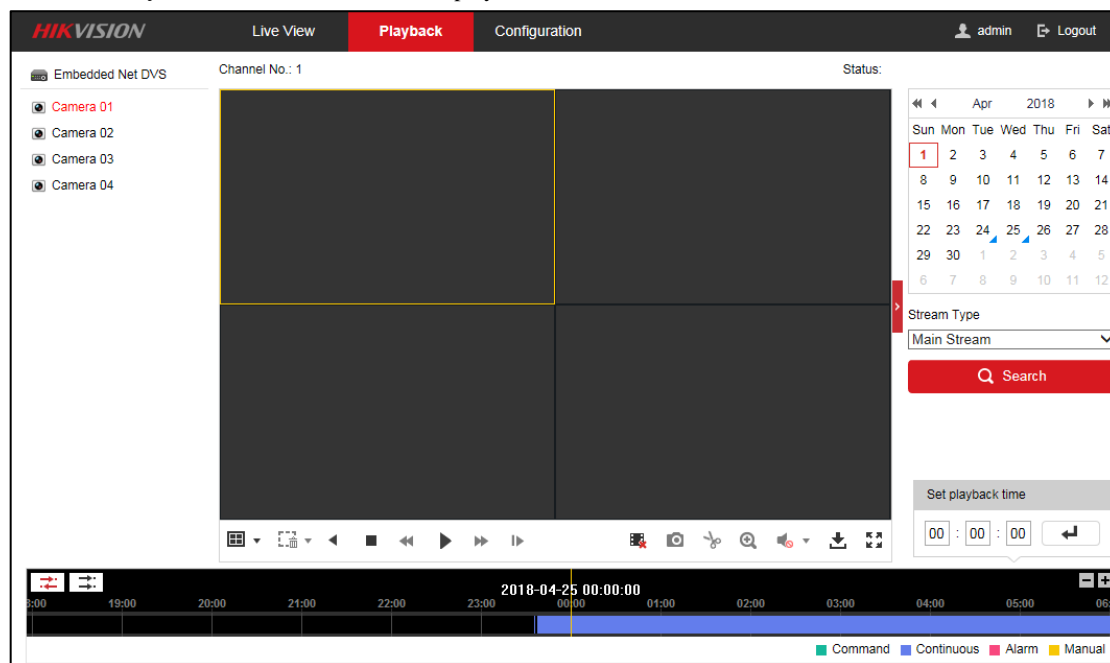 HIKVISION Live View Playback Configuration admin Logout
Embedded Net DVS Channel No.: 1 Status:
Camera 01
Camera 02
Camera 03
Camera 04
Apr 2018
Sun Mon Tue Wed Thu Fri Sat
1 2 3 4 5 6 7
8 9 10 11 12 13 14
15 16 17 18 19 20 21
22 23 24 25 26 27 28
29 30 1 2 3 4 5
6 7 8 9 10 11 12
Stream Type
Main Stream
Search
Set playback time
00 : 00 : 00
2018-04-25 00:00:00
19:00 20:00 21:00 22:00 23:00 00:00 01:00 02:00 03:00 04:00 05:00
Command Continuous Alarm Manual